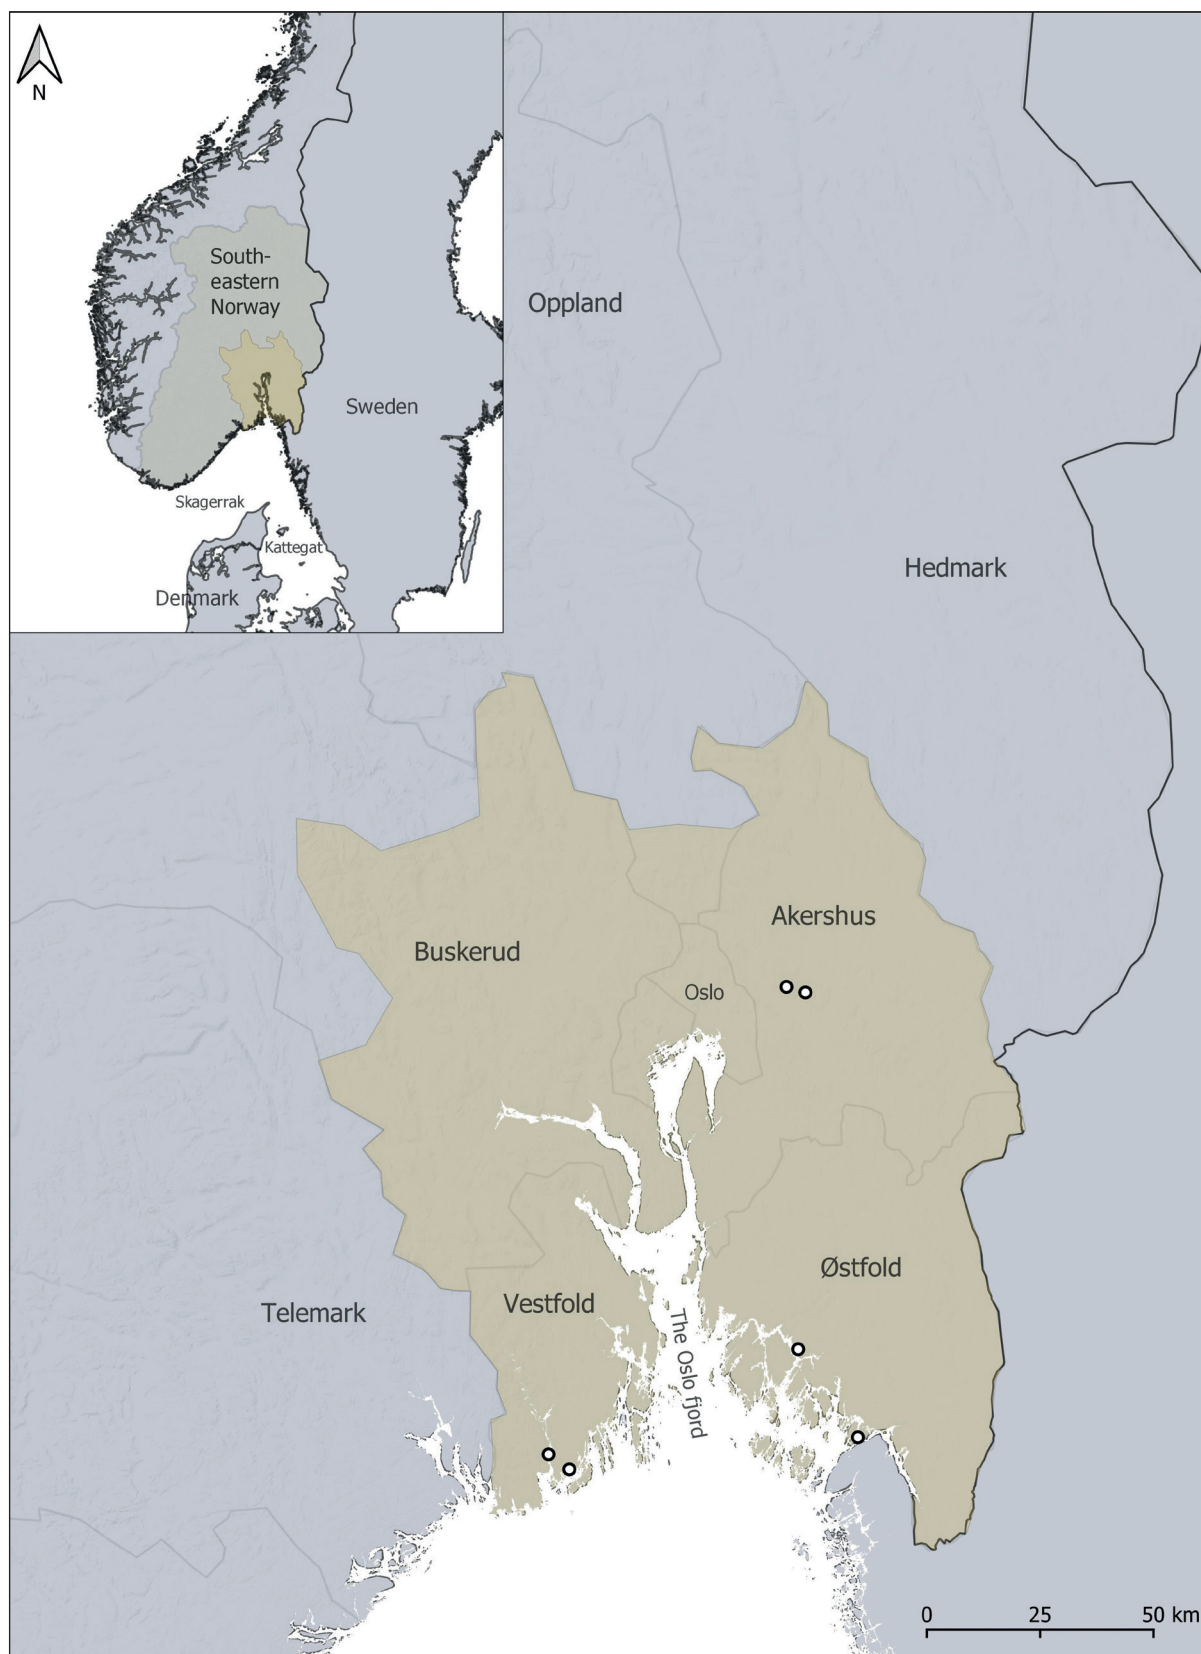 N
South-
eastern
Norway
Sweden
Skagerrak
Kattegat
Denmark
Oppland
Hedmark
Akershus
Buskerud
Oslo
Østfold
Vestfold
Telemark
The Oslo fjord
0 25 50 km